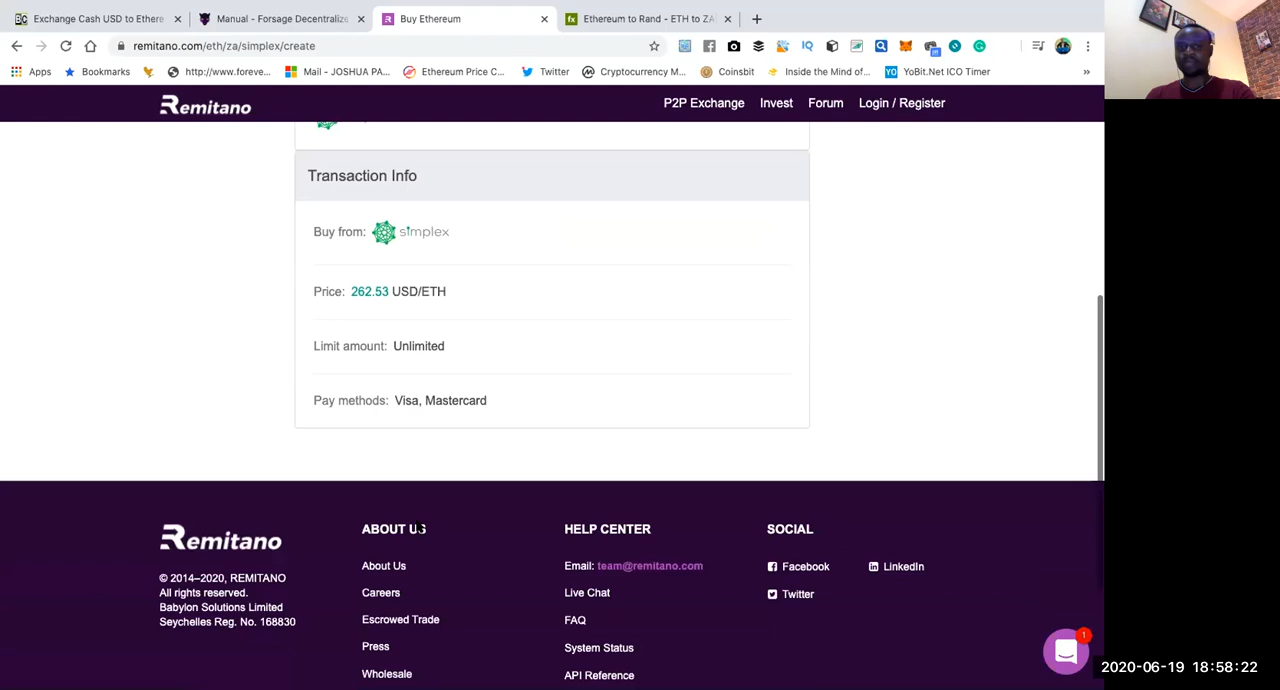 Exchange Cash USD to Ethere
Manual - Forsage Decentralize
Buy Ethereum
Ethereum to Rand - ETH to ZA
remitano.com/eth/za/simplex/create
Apps
Bookmarks
http://www.foreve...
Mail - JOSHUA PA...
Ethereum Price C...
Twitter
Cryptocurrency M...
Coinsbit
Inside the Mind of...
YoBit.Net ICO Timer
Remitano
P2P Exchange
Invest
Forum
Login / Register
Transaction Info
Buy from: simplex
Price: 262.53 USD/ETH
Limit amount: Unlimited
Pay methods: Visa, Mastercard
Remitano
© 2014–2020, REMITANO
All rights reserved.
Babylon Solutions Limited
Seychelles Reg. No. 168830
ABOUT US
About Us
Careers
Escrowed Trade
Press
Wholesale
HELP CENTER
Email: team@remitano.com
Live Chat
FAQ
System Status
API Reference
SOCIAL
Facebook
LinkedIn
Twitter
1
2020-06-19 18:58:22